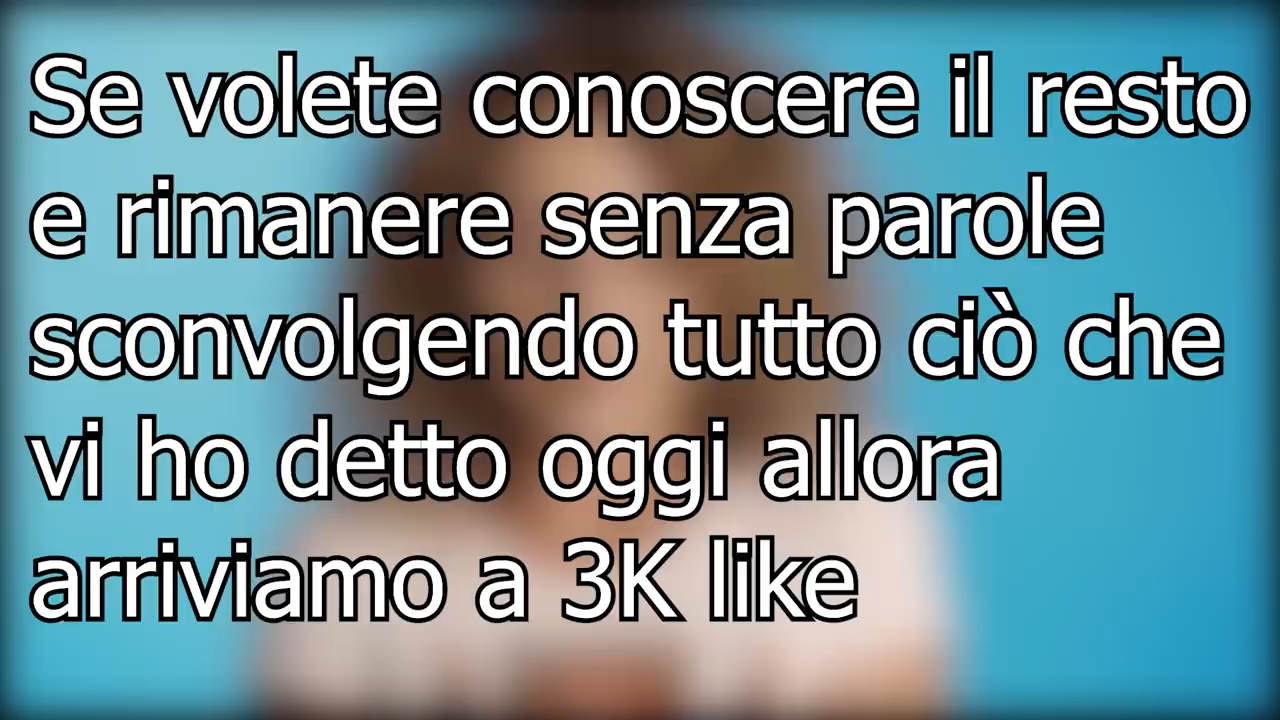 Se volete conoscere il resto
e rimanere senza parole
sconvolgendo tutto ciò che
vi ho detto oggi allora
arriviamo a 3K like